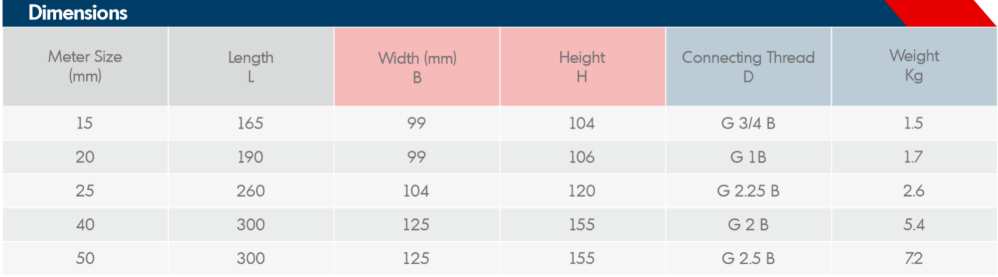 Dimensions
Meter Size (mm) Length L Width (mm) B Height H Connecting Thread D Weight Kg
15 165 99 104 G 3/4 B 1.5
20 190 99 106 G 1B 1.7
25 260 104 120 G 2.25 B 2.6
40 300 125 155 G 2 B 5.4
50 300 125 155 G 2.5 B 7.2